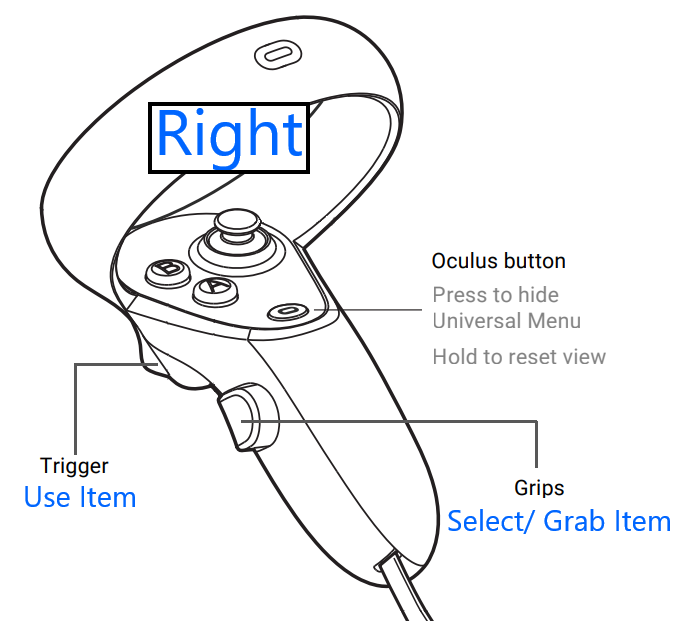 Right
B
A
Oculus button
Press to hide
Universal Menu
Hold to reset view
Trigger
Use Item
Grips
Select/ Grab Item